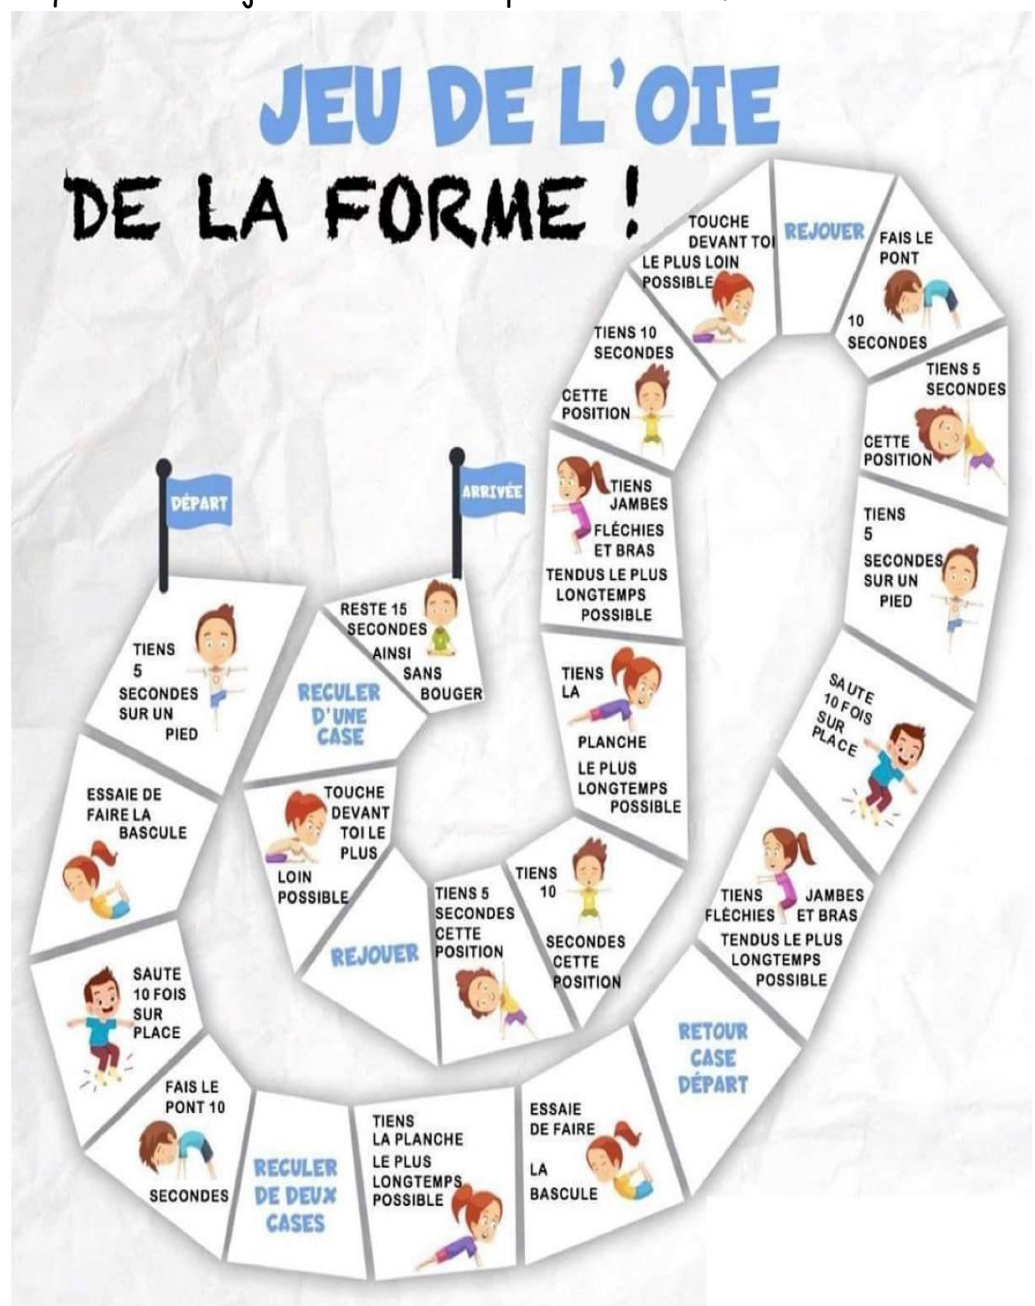 JEU DE L'OIE
DE LA FORME !
DÉPART
TIENS
5
SECONDES
SUR UN
PIED
ESSAIE DE
FAIRE LA
BASCULE
SAUTE
10 FOIS
SUR
PLACE
FAIS LE
PONT 10
SECONDES
RECULER
DE DEUX
CASES
TIENS
LA PLANCHE
LE PLUS
LONGTEMPS
POSSIBLE
ESSAIE
DE FAIRE
LA
BASCULE
RETOUR
CASE
DÉPART
TIENS JAMBES
FLÉCHIES ET BRAS
TENDUS LE PLUS
LONGTEMPS
POSSIBLE
SAUTE
10 FOIS
SUR
PLACE
TIENS
5
SECONDES
SUR UN
PIED
TIENS 5
SECONDES
CETTE
POSITION
FAIS LE
PONT
10
SECONDES
REJOUER
TOUCHE
DEVANT TOI
LE PLUS LOIN
POSSIBLE
TIENS 10
SECONDES
CETTE
POSITION
TIENS
JAMBES
FLÉCHIES
ET BRAS
TENDUS LE PLUS
LONGTEMPS
POSSIBLE
TIENS
LA
PLANCHE
LE PLUS
LONGTEMPS
POSSIBLE
TIENS
10
SECONDES
CETTE
POSITION
TIENS 5
SECONDES
CETTE
POSITION
REJOUER
TOUCHE
DEVANT
TOI LE
PLUS
LOIN
POSSIBLE
RECULER
D'UNE
CASE
RESTE 15
SECONDES
AINSI
SANS
BOUGER
ARRIVÉE